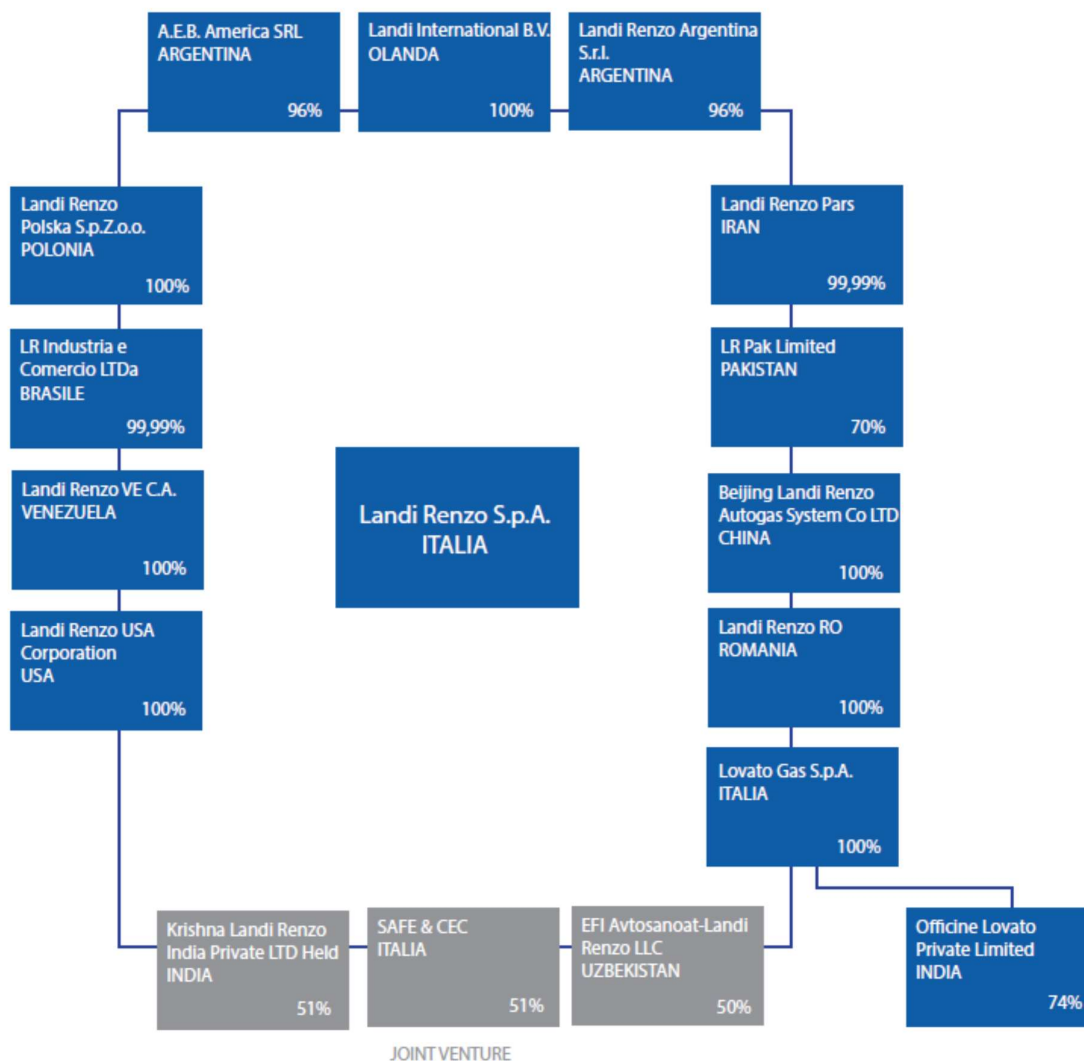 A.E.B. America SRL
ARGENTINA
96%
Landi International B.V.
OLANDA
100%
Landi Renzo Argentina
S.r.l.
ARGENTINA
96%
Landi Renzo
Polska S.p.Z.o.o.
POLONIA
100%
Landi Renzo Pars
IRAN
99,99%
LR Industria e
Comercio LTDa
BRASILE
99,99%
LR Pak Limited
PAKISTAN
70%
Landi Renzo S.p.A.
ITALIA
Landi Renzo VE C.A.
VENEZUELA
100%
Beijing Landi Renzo
Autogas System Co LTD
CHINA
100%
Landi Renzo USA
Corporation
USA
100%
Landi Renzo RO
ROMANIA
100%
Lovato Gas S.p.A.
ITALIA
100%
Krishna Landi Renzo
India Private LTD Held
INDIA
51%
SAFE & CEC
ITALIA
51%
EFI Avtosanoat-Landi
Renzo LLC
UZBEKISTAN
50%
Officine Lovato
Private Limited
INDIA
74%
JOINT VENTURE